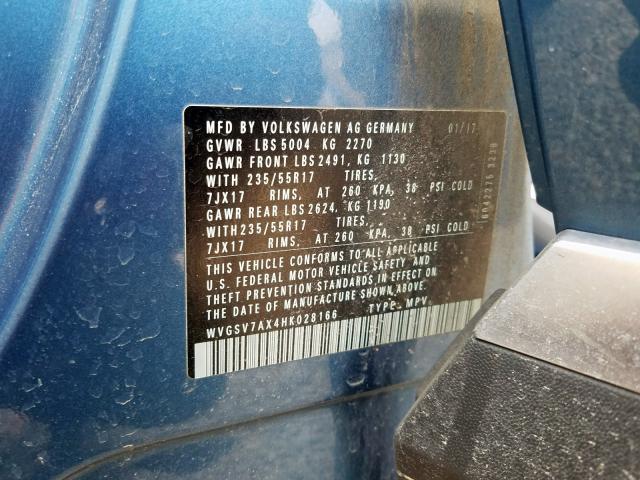 MFD BY VOLKSWAGEN AG GERMANY 01/17
GVWR LBS 5004 KG 2270
GAWR FRONT LBS 2491, KG 1130
WITH 235/55R17 TIRES,
7JX17 RIMS, AT 260 KPA, 38 PSI COLD
GAWR REAR LBS 2624, KG 1190
WITH 235/55R17 TIRES,
7JX17 RIMS, AT 260 KPA, 38 PSI COLD
THIS VEHICLE CONFORMS TO ALL APPLICABLE
U.S. FEDERAL MOTOR VEHICLE SAFETY AND
THEFT PREVENTION STANDARDS IN EFFECT ON
THE DATE OF MANUFACTURE SHOWN ABOVE.
WVGSV7AX4HK028166 TYPE: MPV